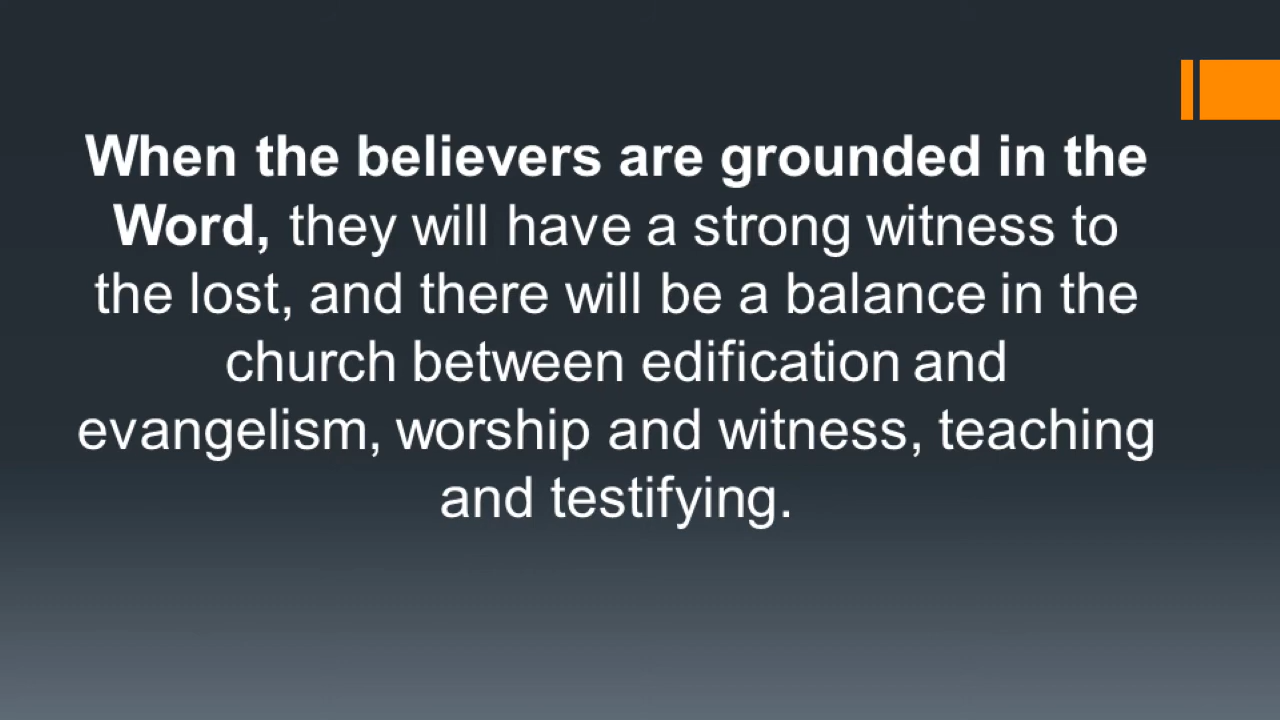 When the believers are grounded in the
Word, they will have a strong witness to
the lost, and there will be a balance in the
church between edification and
evangelism, worship and witness, teaching
and testifying.